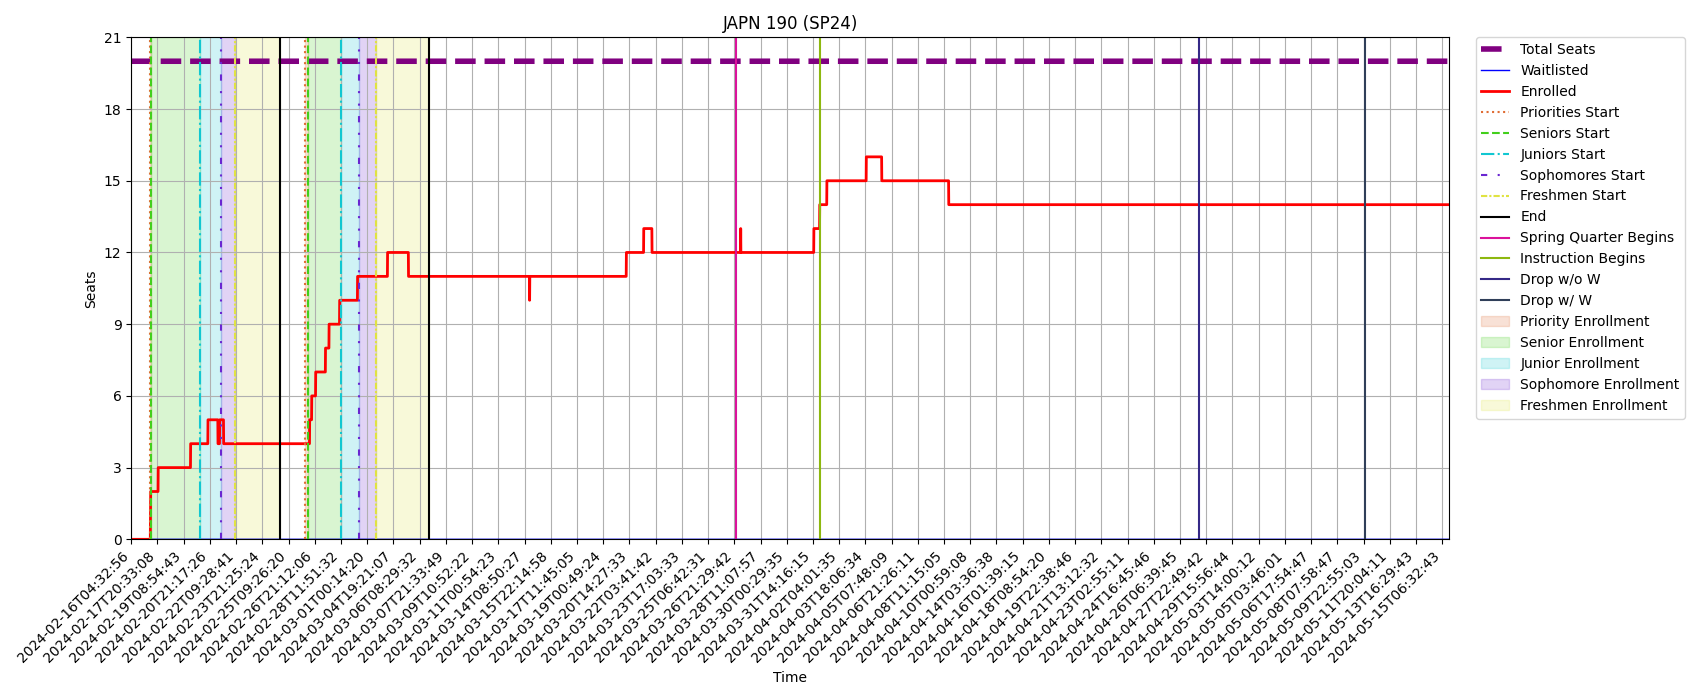 JAPN 190 (SP24)
21
18
15
12
9
6
3
0
Seats
2024-02-16T04:32:56
2024-02-17T20:33:08
2024-02-19T08:54:43
2024-02-20T21:17:26
2024-02-22T09:28:41
2024-02-23T21:25:24
2024-02-25T09:26:20
2024-02-26T21:12:06
2024-02-28T11:51:32
2024-03-01T00:14:20
2024-03-04T19:21:07
2024-03-06T08:29:32
2024-03-07T21:33:49
2024-03-09T10:52:22
2024-03-11T00:54:23
2024-03-14T08:50:27
2024-03-15T22:14:58
2024-03-17T11:45:05
2024-03-19T00:49:24
2024-03-20T14:27:33
2024-03-22T03:41:42
2024-03-23T17:03:33
2024-03-25T06:42:31
2024-03-26T21:29:42
2024-03-28T11:07:57
2024-03-30T00:29:35
2024-03-31T14:16:15
2024-04-02T04:01:35
2024-04-03T18:06:34
2024-04-05T07:48:09
2024-04-06T21:26:11
2024-04-08T11:15:05
2024-04-10T00:59:08
2024-04-14T03:36:38
2024-04-16T01:39:15
2024-04-18T08:54:20
2024-04-19T22:38:46
2024-04-21T13:12:32
2024-04-23T02:55:11
2024-04-24T16:45:46
2024-04-26T06:39:45
2024-04-27T22:49:42
2024-04-29T15:56:44
2024-05-03T14:00:12
2024-05-05T03:46:01
2024-05-06T17:54:47
2024-05-08T07:58:47
2024-05-09T22:55:03
2024-05-11T20:04:11
2024-05-13T16:29:43
2024-05-15T06:32:43
Time
Total Seats
Waitlisted
Enrolled
Priorities Start
Seniors Start
Juniors Start
Sophomores Start
Freshmen Start
End
Spring Quarter Begins
Instruction Begins
Drop w/o W
Drop w/ W
Priority Enrollment
Senior Enrollment
Junior Enrollment
Sophomore Enrollment
Freshmen Enrollment